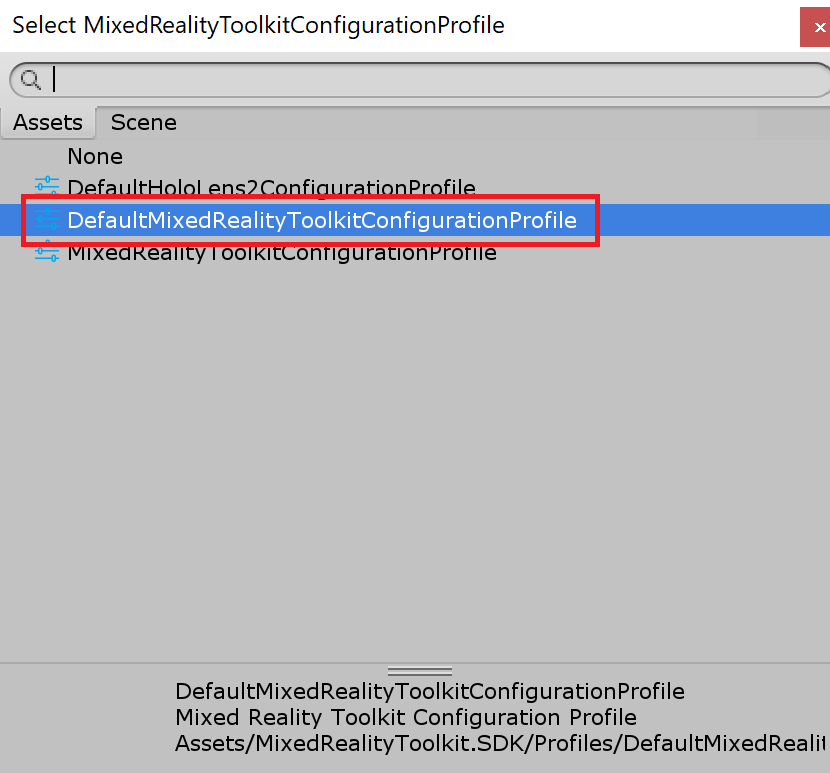 Select MixedRealityToolkitConfigurationProfile
Assets Scene
None
DefaultHoloLens2ConfigurationProfile
DefaultMixedRealityToolkitConfigurationProfile
MixedRealityToolkitConfigurationProfile
DefaultMixedRealityToolkitConfigurationProfile
Mixed Reality Toolkit Configuration Profile
Assets/MixedRealityToolkit.SDK/Profiles/DefaultMixedRealit